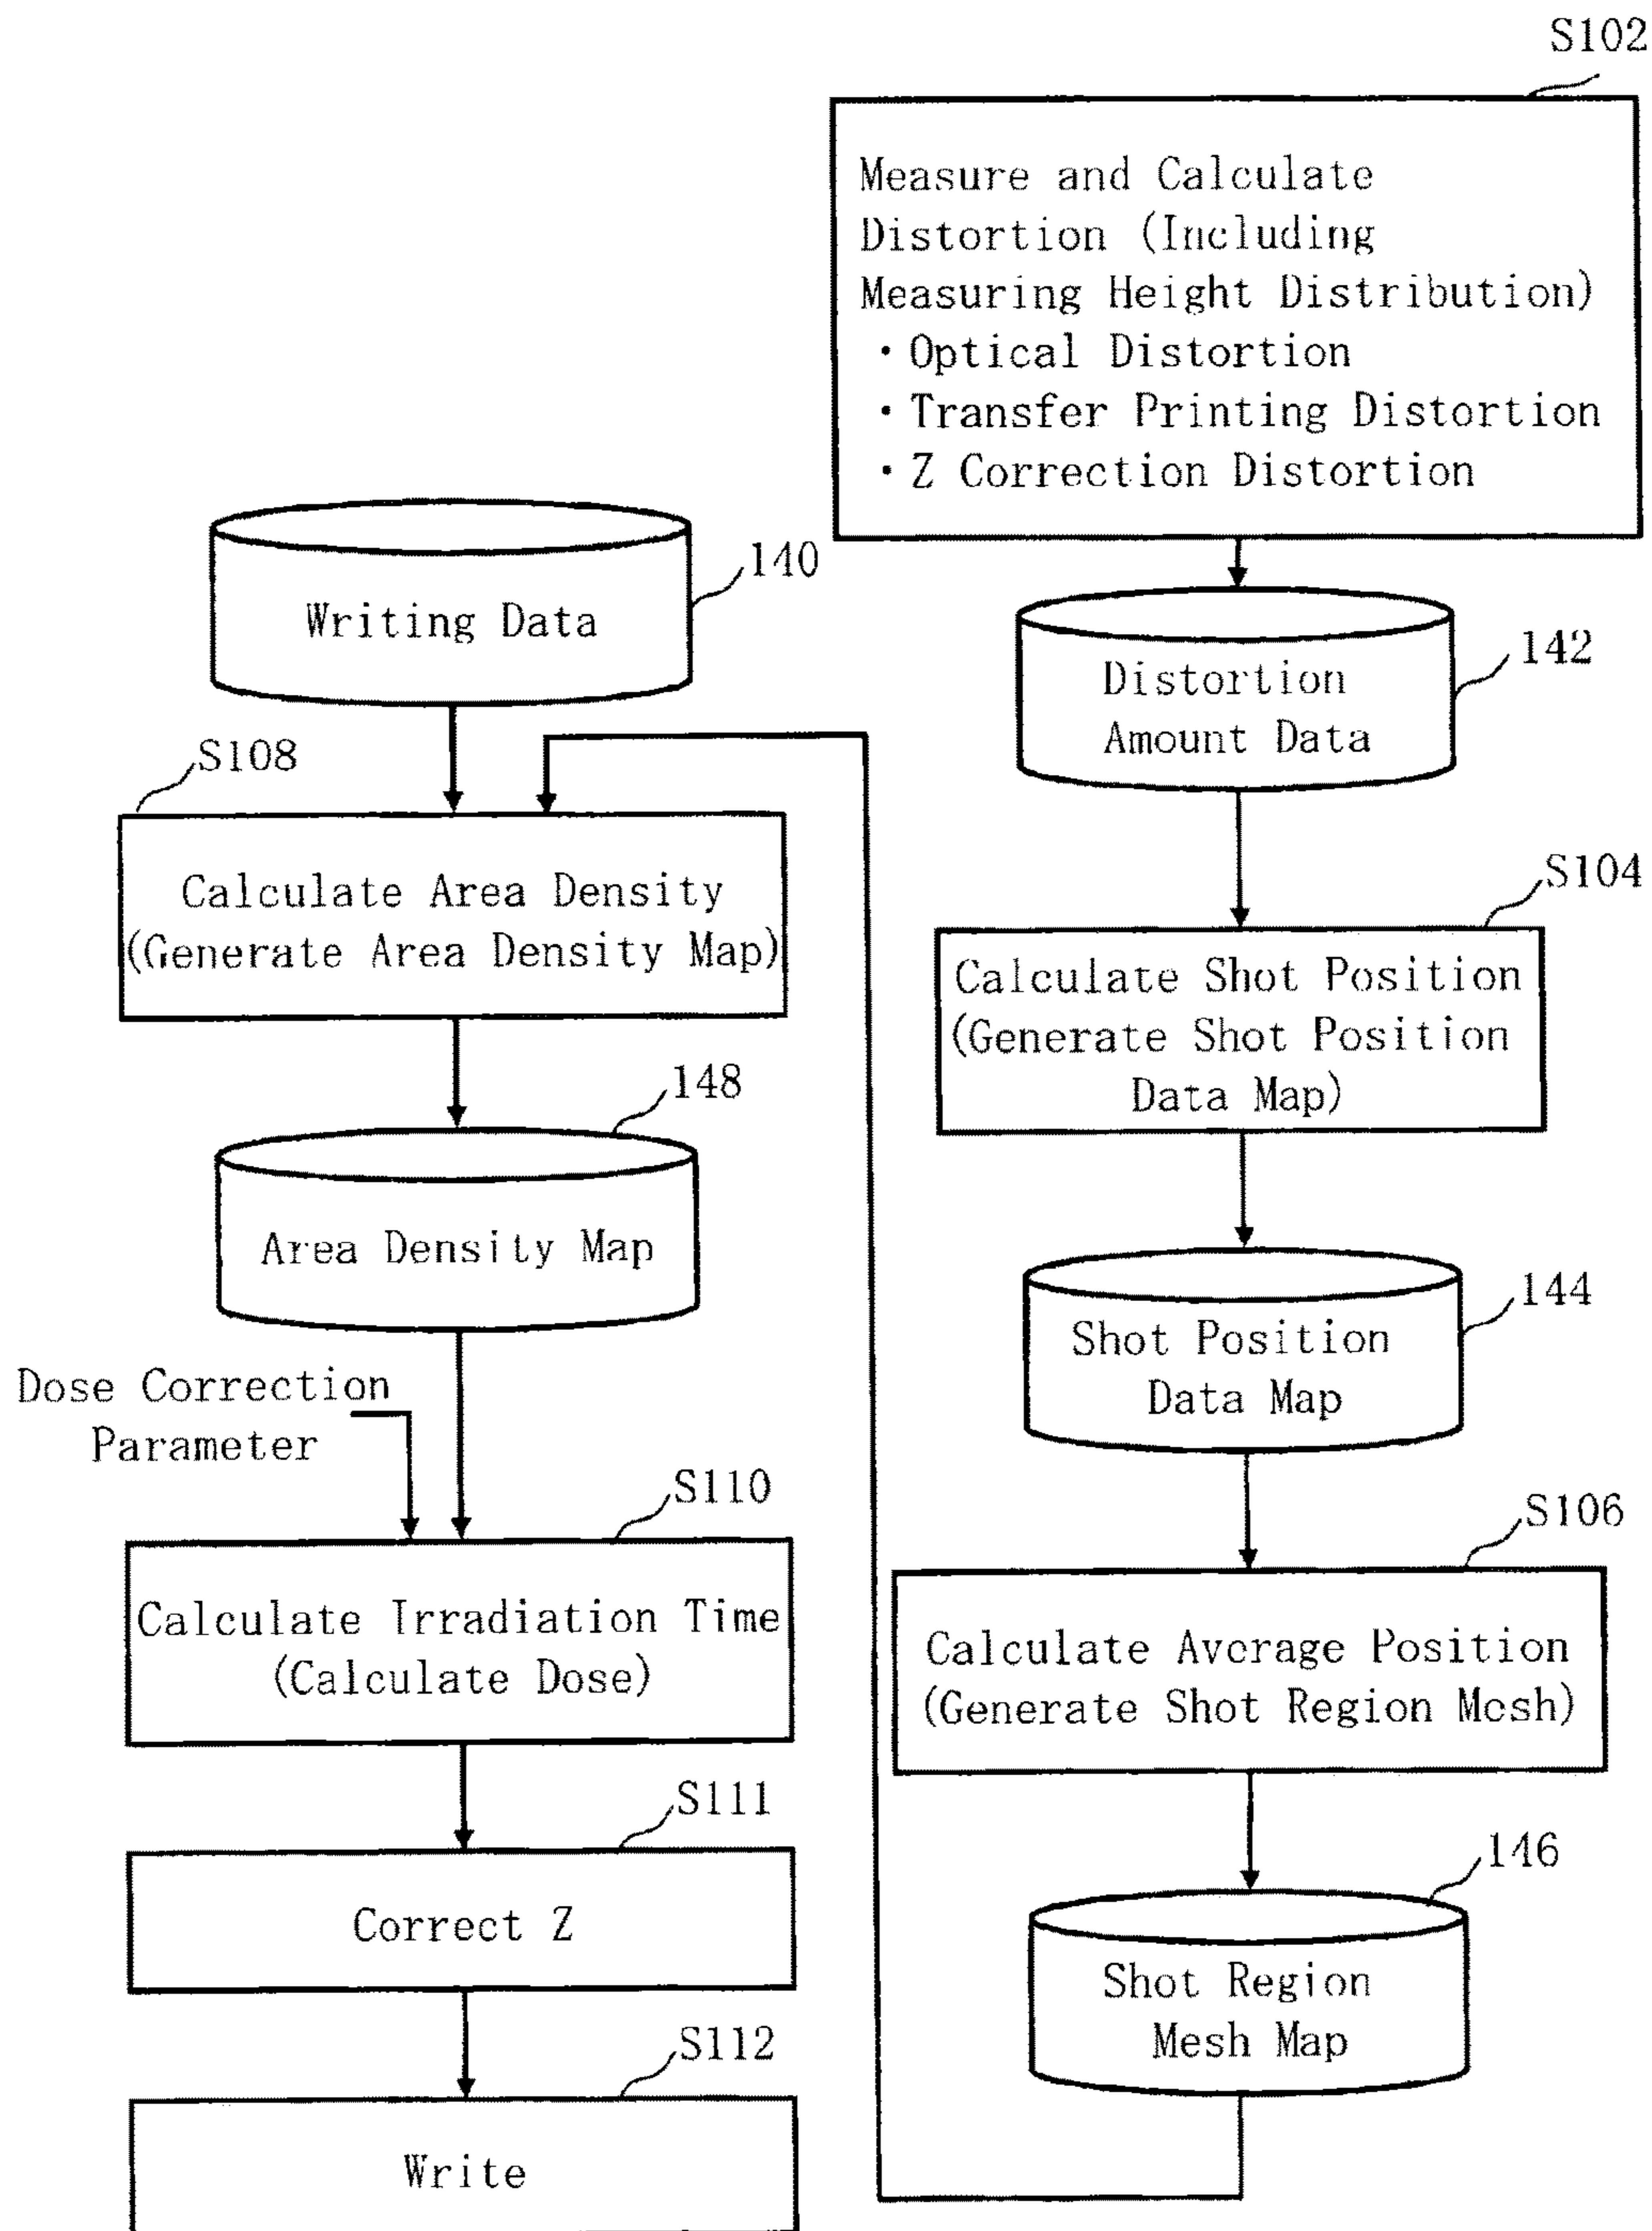 S102
Measure and Calculate
Distortion (Including
Measuring Height Distribution)
・Optical Distortion
・Transfer Printing Distortion
・Z Correction Distortion
Writing Data
140
Distortion
Amount Data
142
S108
Calculate Area Density
(Generate Area Density Map)
S104
Calculate Shot Position
(Generate Shot Position
Data Map)
148
Area Density Map
144
Shot Position
Data Map
Dose Correction
Parameter
S110
Calculate Irradiation Time
(Calculate Dose)
S106
Calculate Average Position
(Generate Shot Region Mesh)
S111
Correct Z
146
Shot Region
Mesh Map
S112
Write